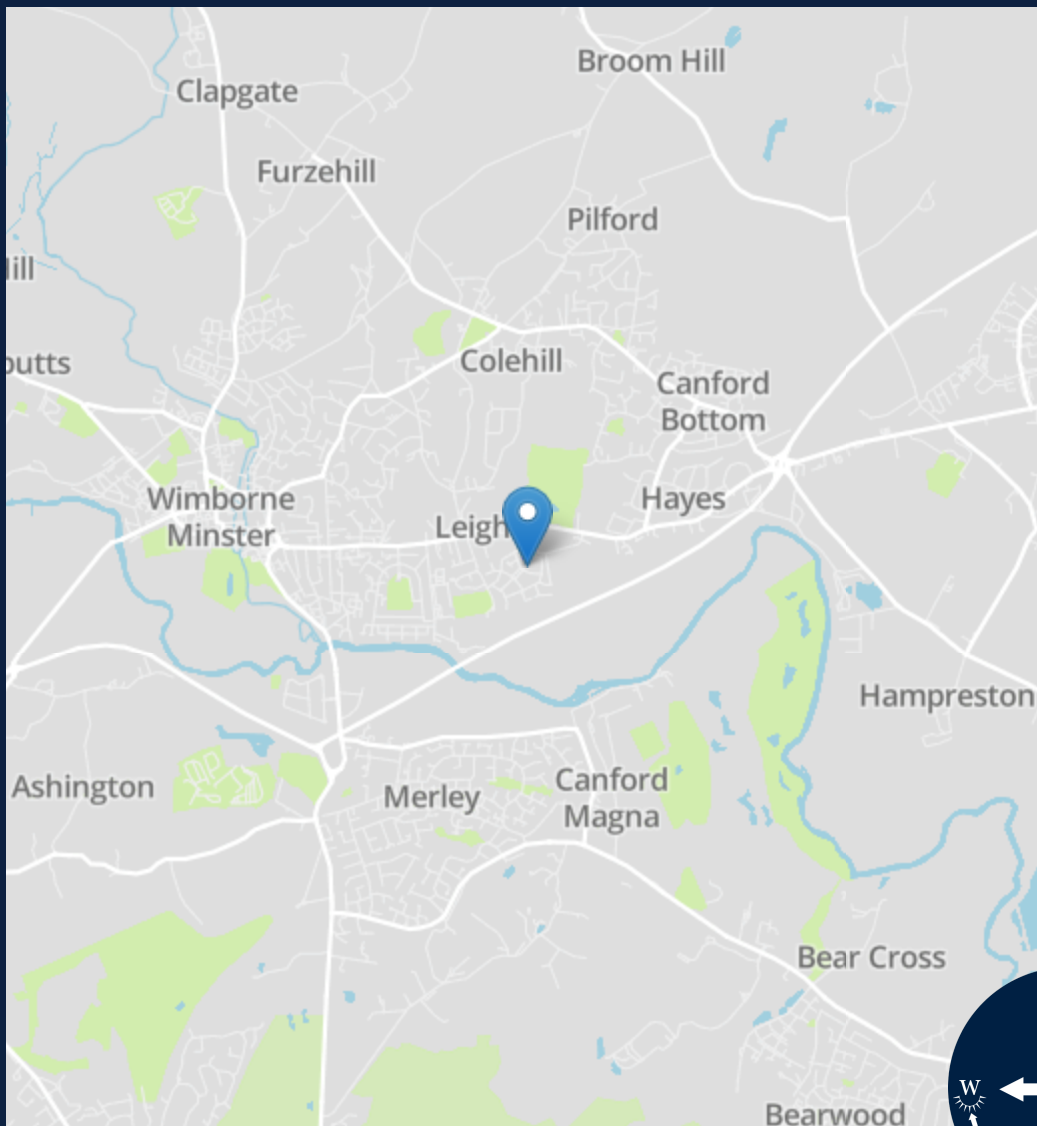 Broom Hill
Clapgate
Furzehill
Pilford
Colehill
Canford
Bottom
Wimborne
Minster
Leigh
Hayes
Hampreston
Ashington
Merley
Canford
Magna
Bear Cross
W
Bearwood